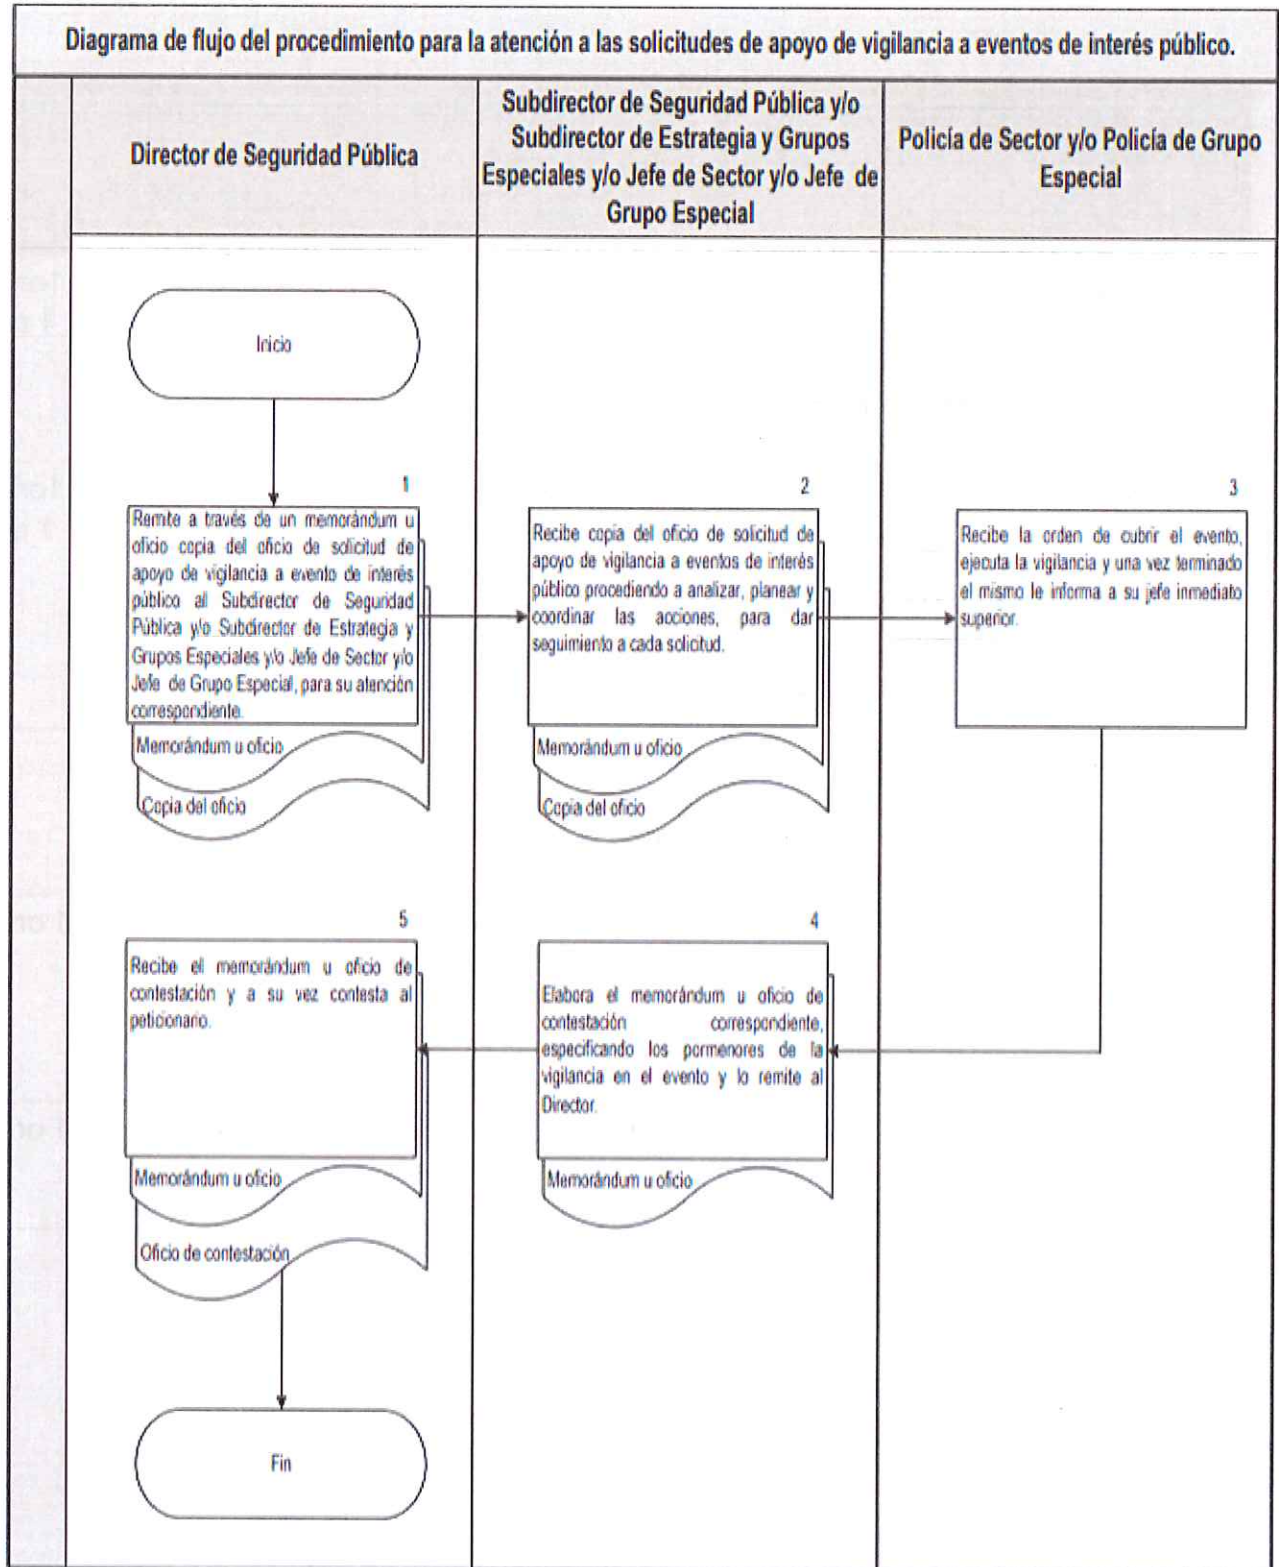 Diagrama de flujo del procedimiento para la atención a las solicitudes de apoyo de vigilancia a eventos de interés público.
Director de Seguridad Pública
Subdirector de Seguridad Pública y/o
Subdirector de Estrategia y Grupos
Especiales y/o Jefe de Sector y/o Jefe de
Grupo Especial
Policía de Sector y/o Policía de Grupo
Especial
Inicio
1
Remite a través de un memorándum u
oficio copia del oficio de solicitud de
apoyo de vigilancia a evento de interés
público al Subdirector de Seguridad
Pública y/o Subdirector de Estrategia y
Grupos Especiales y/o Jefe de Sector y/o
Jefe de Grupo Especial, para su atención
correspondiente.
Memorándum u oficio
Copia del oficio
2
Recibe copia del oficio de solicitud de
apoyo de vigilancia a eventos de interés
público procediendo a analizar, planear y
coordinar las acciones, para dar
seguimiento a cada solicitud.
Memorándum u oficio
Copia del oficio
3
Recibe la orden de cubrir el evento,
ejecuta la vigilancia y una vez terminado
el mismo le informa a su jefe inmediato
superior.
4
Elabora el memorándum u oficio de
contestación correspondiente,
especificando los pormenores de la
vigilancia en el evento y lo remite al
Director.
Memorándum u oficio
5
Recibe el memorándum u oficio de
contestación y a su vez contesta al
peticionario.
Memorándum u oficio
Oficio de contestación
Fin